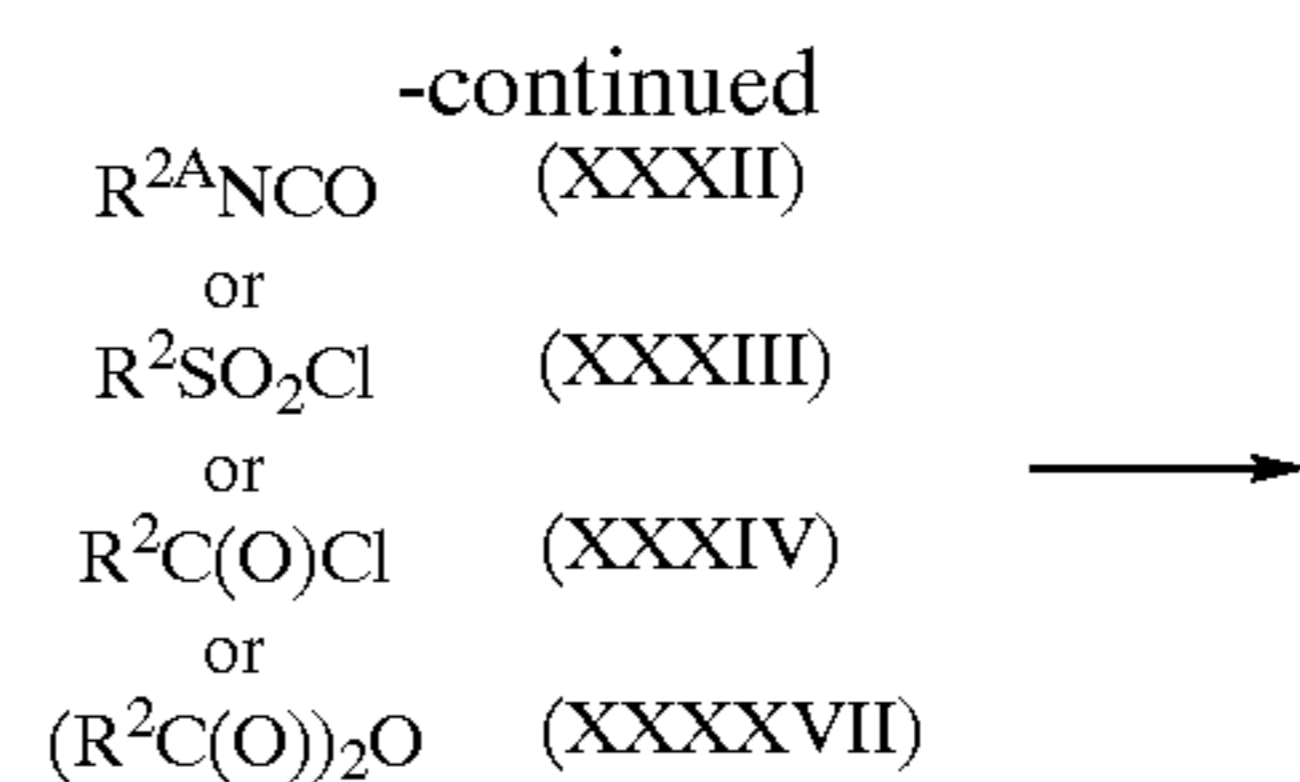 -continued
R²ᴬNCO (XXXII)
or
R²SO₂Cl (XXXIII)
or
R²C(O)Cl (XXXIV)
or
(R²C(O))₂O (XXXXVII)